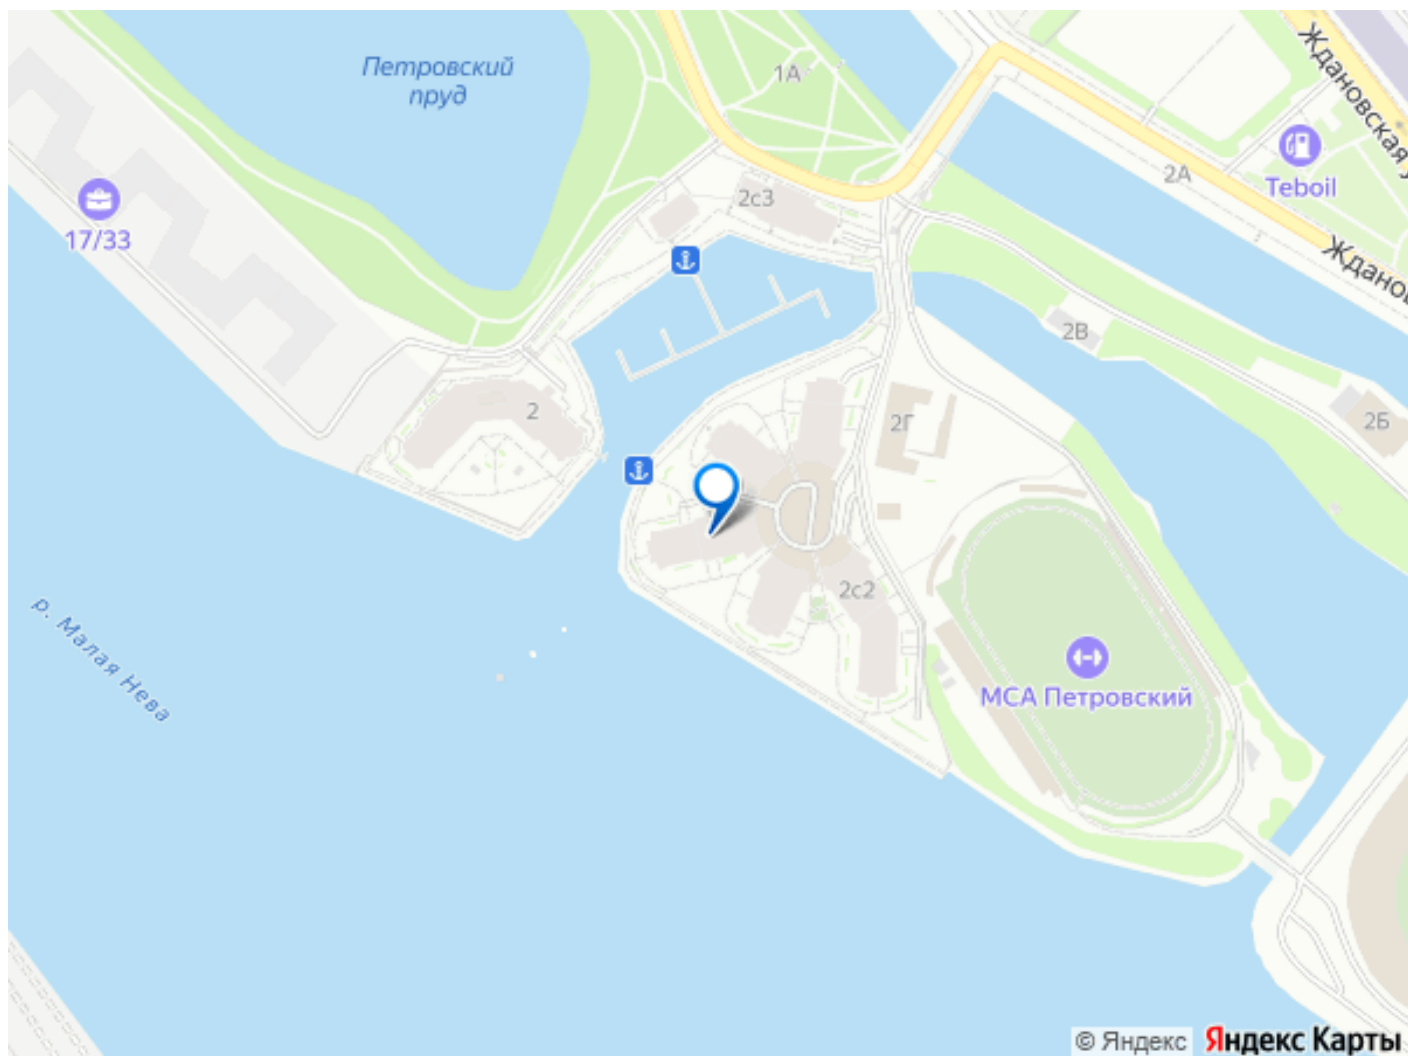 Петровский
пруд
1А
Ждановская у
Teboil
2А
2с3
17/33
Жданов
2В
2
2Г
2Б
2с2
р. Малая Нева
МСА Петровский
© Яндекс Яндекс Карты